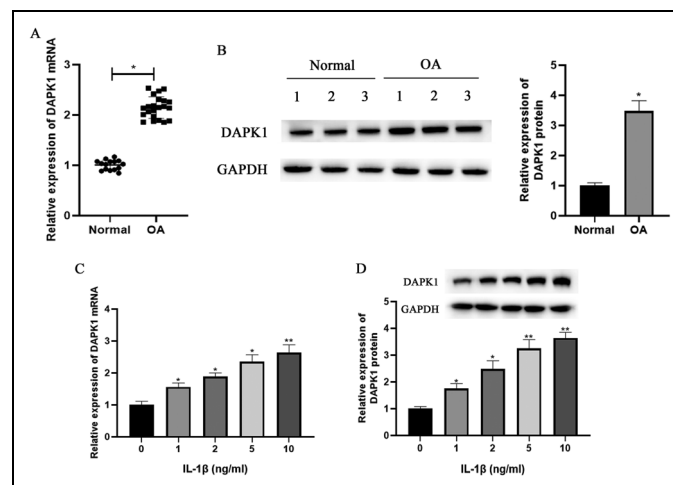 A
Relative expression of DAPK1 mRNA
3
2
1
0
*
Normal OA
B
Normal OA
1 2 3 1 2 3
DAPK1
GAPDH
Relative expression of
DAPK1 protein
5
4
3
2
1
0
*
Normal OA
C
Relative expression of DAPK1 mRNA
4
3
2
1
0
* * * **
0 1 2 5 10
IL-1β (ng/ml)
D
DAPK1
GAPDH
Relative expression of
DAPK1 protein
5
4
3
2
1
0
* * ** **
0 1 2 5 10
IL-1β (ng/ml)